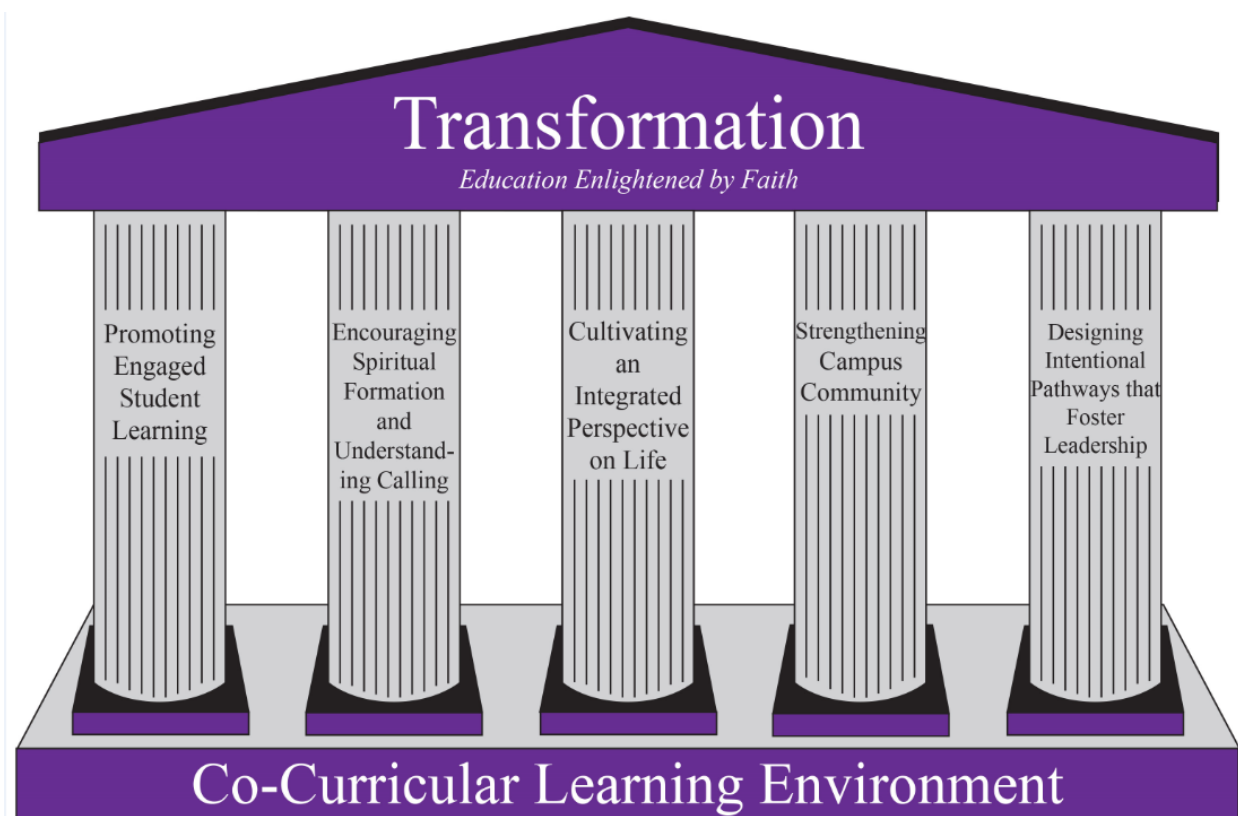 Transformation
Education Enlightened by Faith
Promoting
Engaged
Student
Learning
Encouraging
Spiritual
Formation
and
Understand-
ing Calling
Cultivating
an
Integrated
Perspective
on Life
Strengthening
Campus
Community
Designing
Intentional
Pathways that
Foster
Leadership
Co-Curricular Learning Environment